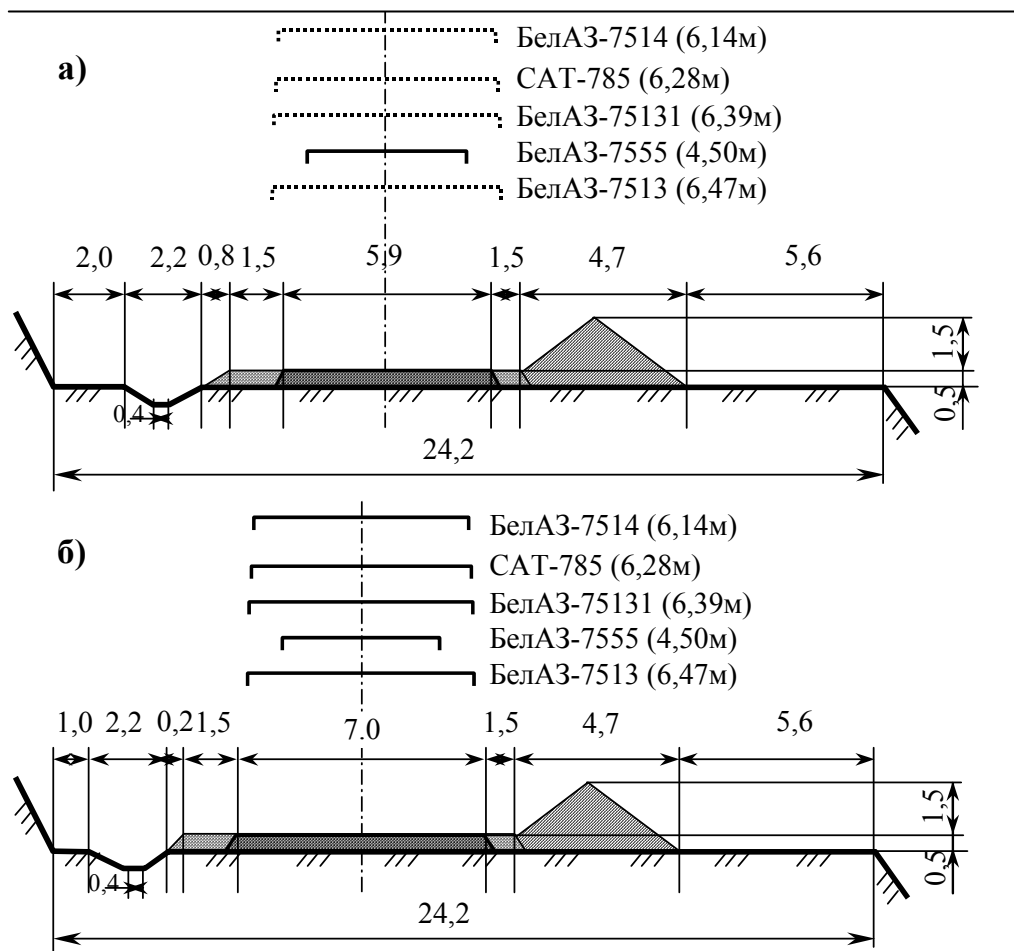 БелАЗ-7514 (6,14м)
а)
САТ-785 (6,28м)
БелАЗ-75131 (6,39м)
БелАЗ-7555 (4,50м)
БелАЗ-7513 (6,47м)
2,0 2,2 0,8 1,5 5,9 1,5 4,7 5,6
1,5
0,5
0,4
24,2
БелАЗ-7514 (6,14м)
б)
САТ-785 (6,28м)
БелАЗ-75131 (6,39м)
БелАЗ-7555 (4,50м)
БелАЗ-7513 (6,47м)
1,0 2,2 0,2 1,5 7.0 1,5 4,7 5,6
1,5
0,5
0,4
24,2